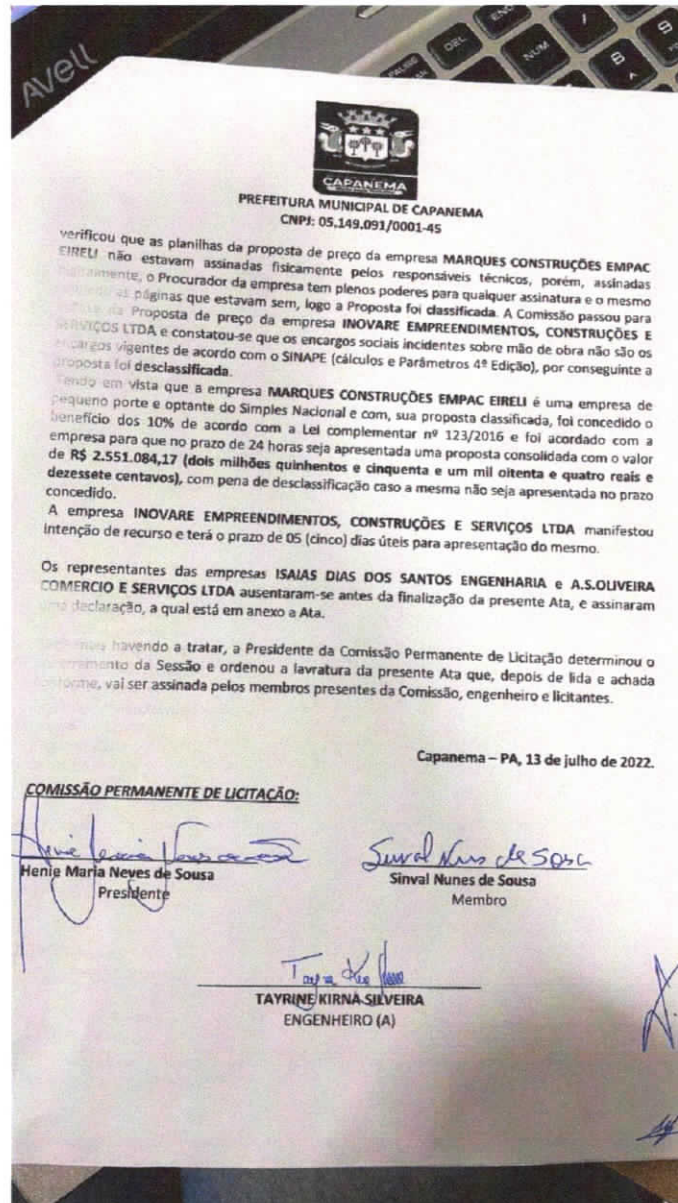 Avell
PAUSE
DEL
ENC
NUM
CAPANEMA
PREFEITURA MUNICIPAL DE CAPANEMA
CNPJ: 05.149.091/0001-45
verificou que as planilhas da proposta de preço da empresa MARQUES CONSTRUÇÕES EMPAC
EIRELI não estavam assinadas fisicamente pelos responsáveis técnicos, porém, assinadas
o Procurador da empresa tem plenos poderes para qualquer assinatura e o mesmo
as páginas que estavam sem, logo a Proposta foi classificada. A Comissão passou para
Proposta de preço da empresa INOVARE EMPREENDIMENTOS, CONSTRUÇÕES E
SERVIÇOS LTDA e constatou-se que os encargos sociais incidentes sobre mão de obra não são os
encargos vigentes de acordo com o SINAPE (cálculos e Parâmetros 4ª Edição), por conseguinte a
proposta foi desclassificada.
Tendo em vista que a empresa MARQUES CONSTRUÇÕES EMPAC EIRELI é uma empresa de
pequeno porte e optante do Simples Nacional e com, sua proposta classificada, foi concedido o
benefício dos 10% de acordo com a Lei complementar nº 123/2016 e foi acordado com a
empresa para que no prazo de 24 horas seja apresentada uma proposta consolidada com o valor
de R$ 2.551.084,17 (dois milhões quinhentos e cinquenta e um mil oitenta e quatro reais e
dezessete centavos), com pena de desclassificação caso a mesma não seja apresentada no prazo
concedido.
A empresa INOVARE EMPREENDIMENTOS, CONSTRUÇÕES E SERVIÇOS LTDA manifestou
intenção de recurso e terá o prazo de 05 (cinco) dias úteis para apresentação do mesmo.
Os representantes das empresas ISAIAS DIAS DOS SANTOS ENGENHARIA e A.S.OLIVEIRA
COMERCIO E SERVIÇOS LTDA ausentaram-se antes da finalização da presente Ata, e assinaram
uma declaração, a qual está em anexo a Ata.
havendo a tratar, a Presidente da Comissão Permanente de Licitação determinou o
encerramento da Sessão e ordenou a lavratura da presente Ata que, depois de lida e achada
conforme, vai ser assinada pelos membros presentes da Comissão, engenheiro e licitantes.
Capanema – PA, 13 de julho de 2022.
COMISSÃO PERMANENTE DE LICITAÇÃO:
Sinval Nunes de Sousa
Henie Maria Neves de Sousa
Presidente
Sinval Nunes de Sousa
Membro
TAYRINE KIRNA SILVEIRA
ENGENHEIRO (A)